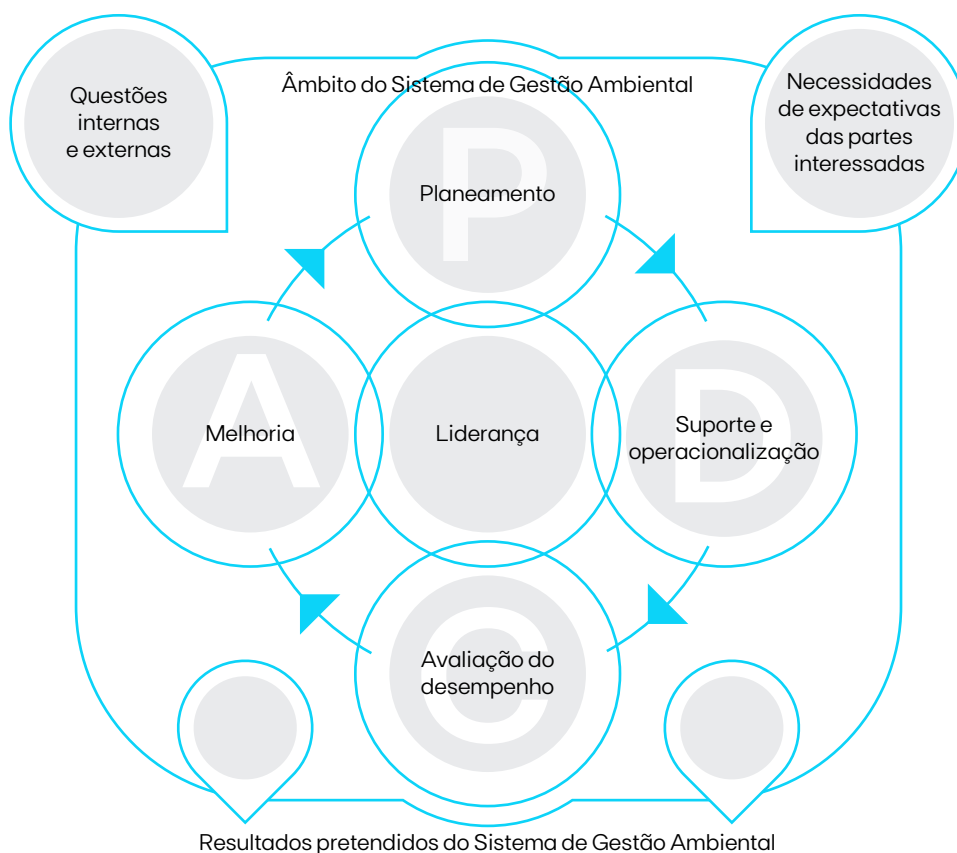 Âmbito do Sistema de Gestão Ambiental
Questões
internas
e externas
Necessidades
de expectativas
das partes
interessadas
P
Planeamento
A
Melhoria
Liderança
D
Suporte e
operacionalização
C
Avaliação do
desempenho
Resultados pretendidos do Sistema de Gestão Ambiental